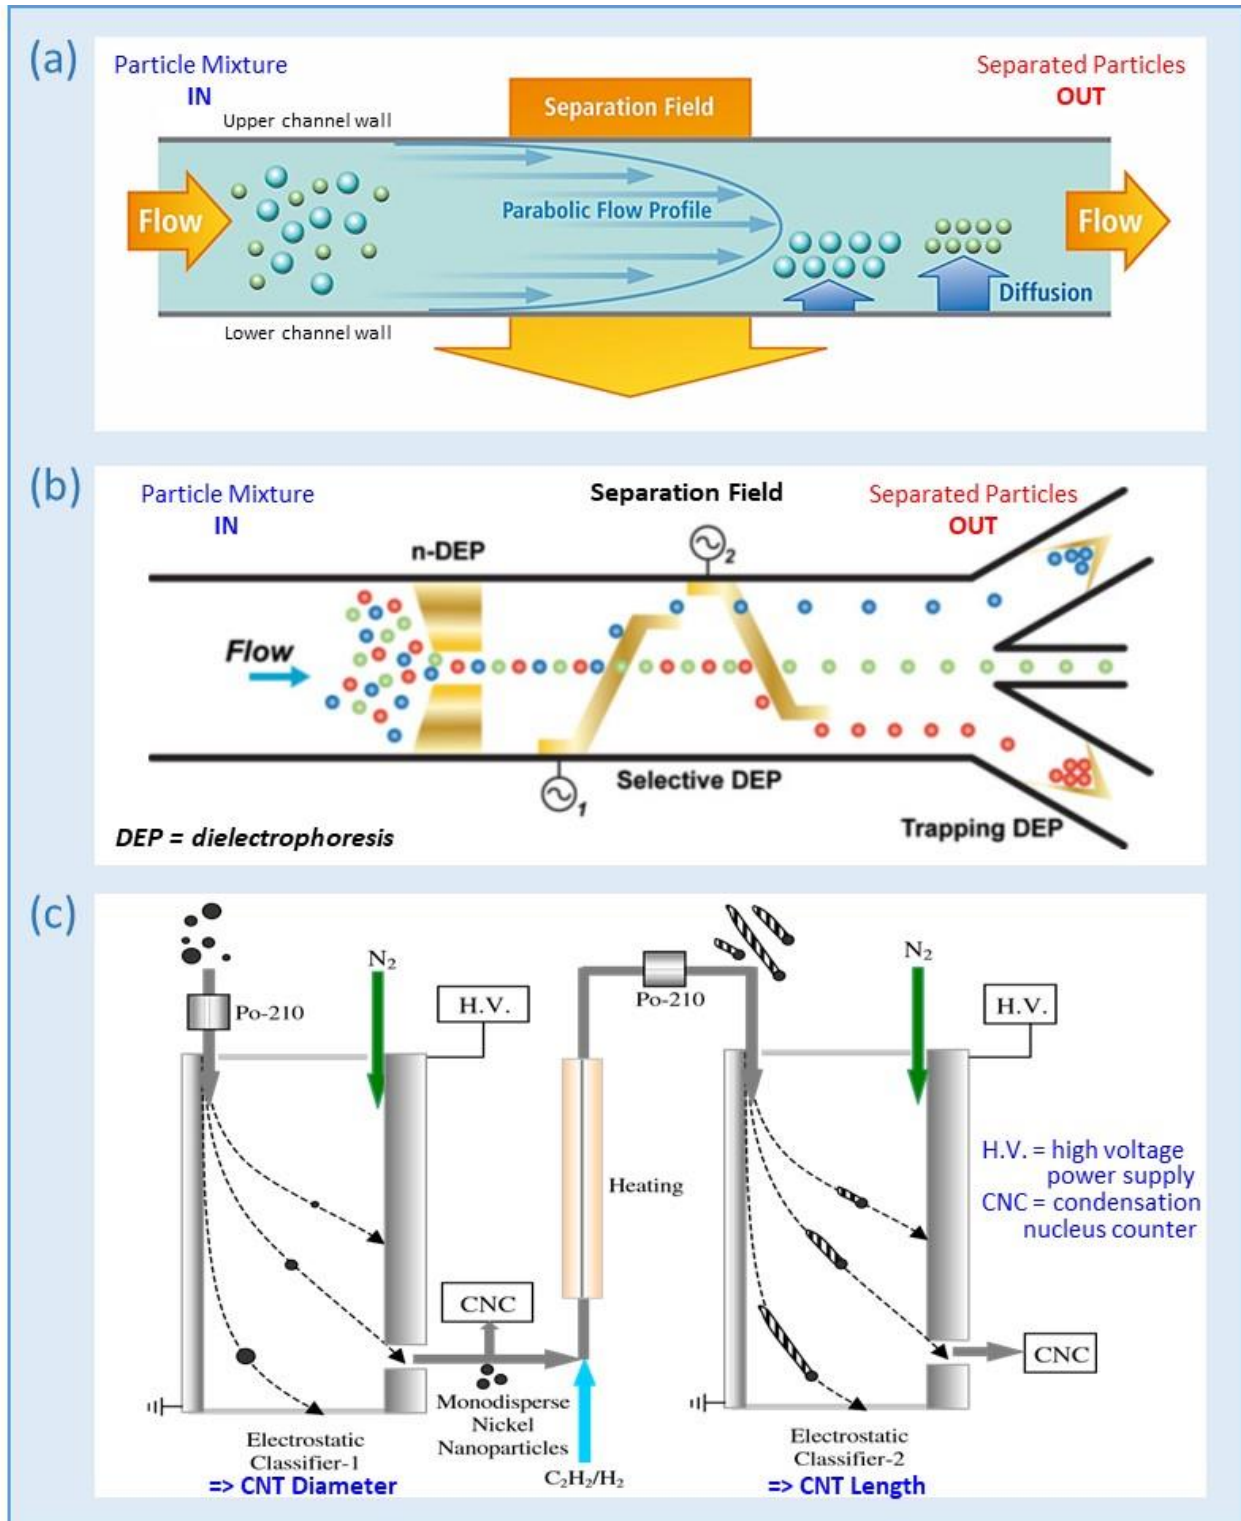 (a)
Particle Mixture
IN
Separated Particles
OUT
Separation Field
Upper channel wall
Flow
Parabolic Flow Profile
Flow
Diffusion
Lower channel wall
(b)
Particle Mixture
IN
Separation Field
Separated Particles
OUT
n-DEP
2
Flow
1
Selective DEP
Trapping DEP
DEP = dielectrophoresis
(c)
N₂
Po-210
H.V.
Po-210
N₂
H.V.
Heating
H.V. = high voltage
power supply
CNC = condensation
nucleus counter
CNC
CNC
Monodisperse
Nickel
Nanoparticles
C₂H₂/H₂
Electrostatic
Classifier-1
=> CNT Diameter
Electrostatic
Classifier-2
=> CNT Length